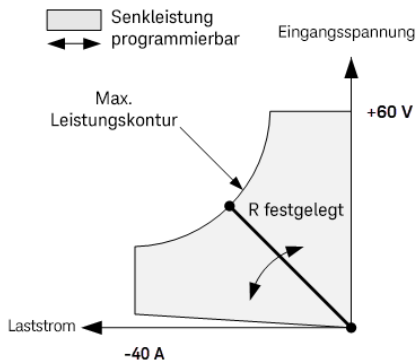 Senkleistung
programmierbar
Eingangsspannung
Max.
Leistungskontur
+60 V
R festgelegt
Laststrom
-40 A